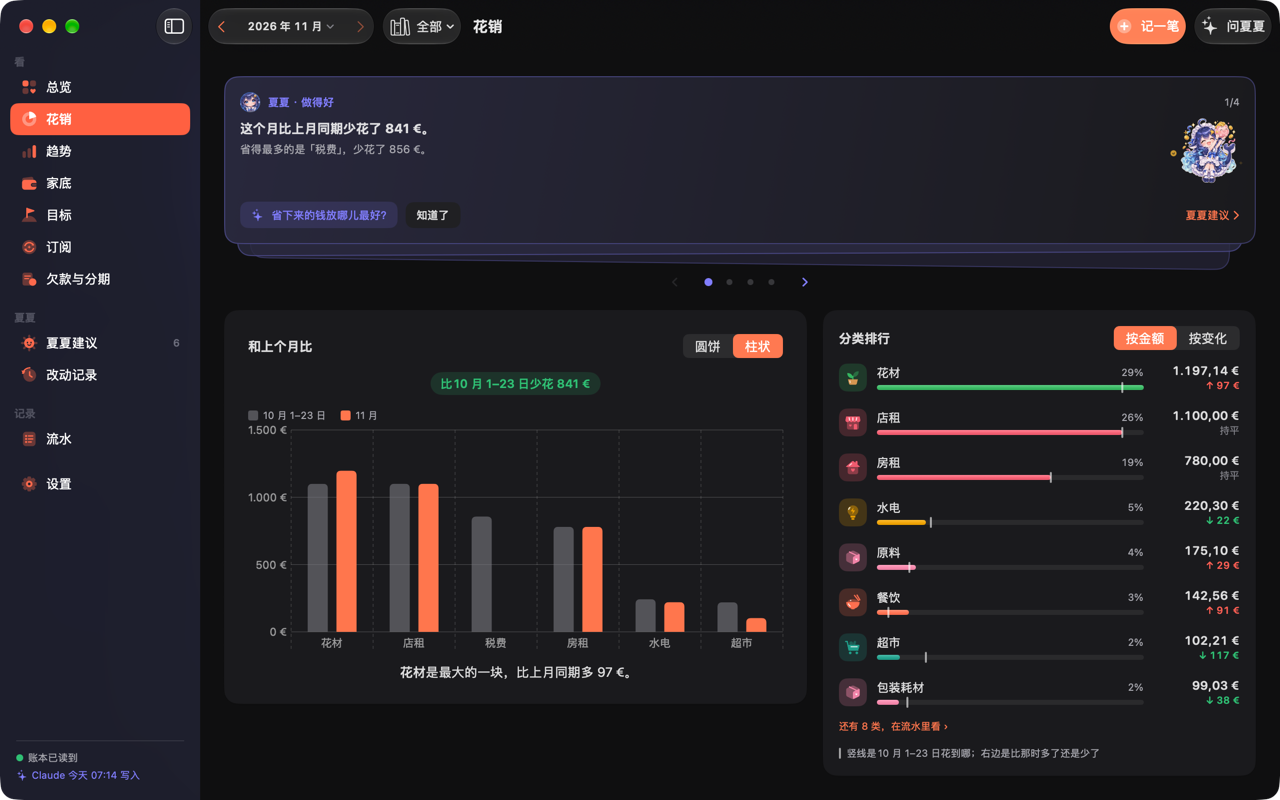 2026 年 11 月
全部
花销
记一笔
问夏夏
看
总览
花销
趋势
家底
目标
订阅
欠款与分期
夏夏
夏夏建议
6
改动记录
记录
流水
设置
账本已读到
Claude 今天 07:14 写入
夏夏 · 做得好
1/4
这个月比上月同期少花了 841 €。
省得最多的是「税费」，少花了 856 €。
省下来的钱放哪儿最好?
知道了
夏夏建议
和上个月比
圆饼
柱状
比10 月 1–23 日少花 841 €
10 月 1–23 日
11 月
1.500 €
1.000 €
500 €
0 €
花材
店租
税费
房租
水电
超市
花材是最大的一块，比上月同期多 97 €。
分类排行
按金额
按变化
花材
29%
1.197,14 €
↑ 97 €
店租
26%
1.100,00 €
持平
房租
19%
780,00 €
持平
水电
5%
220,30 €
↓ 22 €
原料
4%
175,10 €
↑ 29 €
餐饮
3%
142,56 €
↑ 91 €
超市
2%
102,21 €
↓ 117 €
包装耗材
2%
99,03 €
↓ 38 €
还有 8 类，在流水里看 ›
竖线是10 月 1–23 日花到哪；右边是比那时多了还是少了